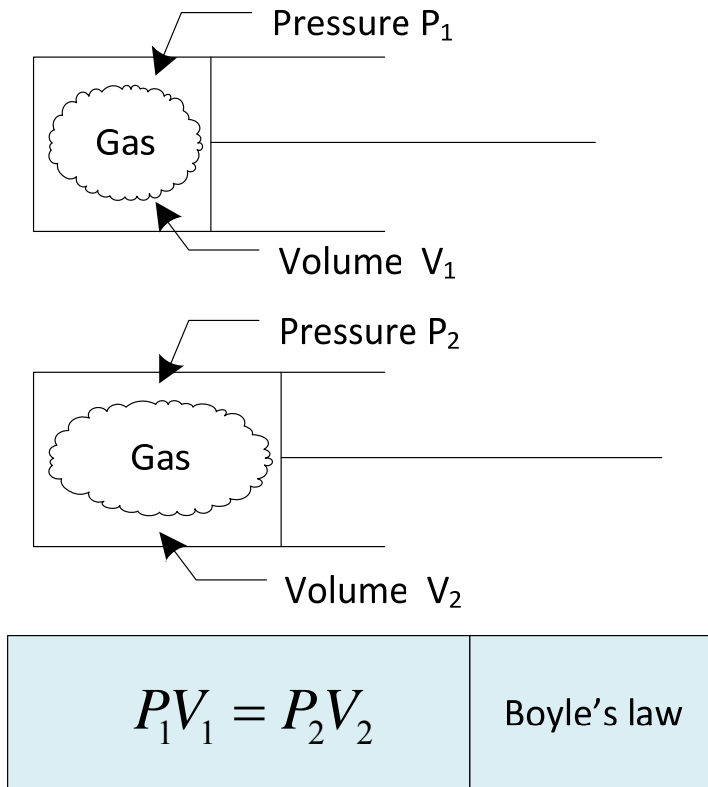 Pressure P₁
Gas
Volume V₁
Pressure P₂
Gas
Volume V₂
P₁V₁ = P₂V₂
Boyle's law